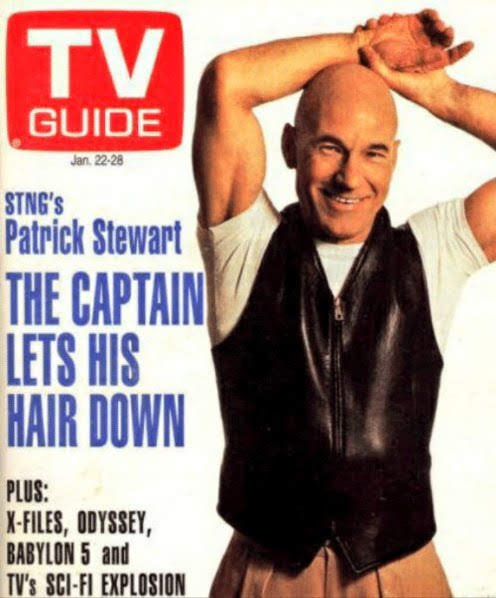 TV
GUIDE
Jan. 22-28
STNG's
Patrick Stewart
THE CAPTAIN
LETS HIS
HAIR DOWN
PLUS:
X-FILES, ODYSSEY,
BABYLON 5 and
TV's SCI-FI EXPLOSION